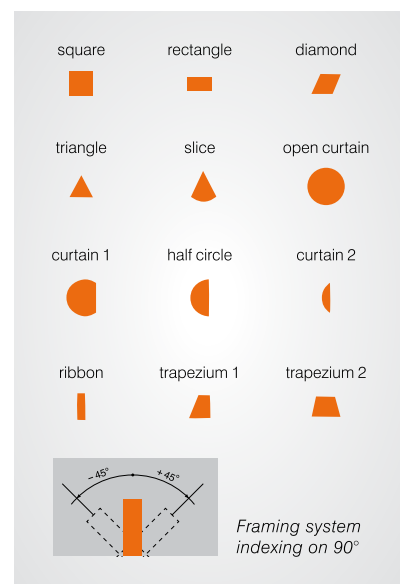 square rectangle diamond
triangle slice open curtain
curtain 1 half circle curtain 2
ribbon trapezium 1 trapezium 2
−45° +45°
Framing system
indexing on 90°